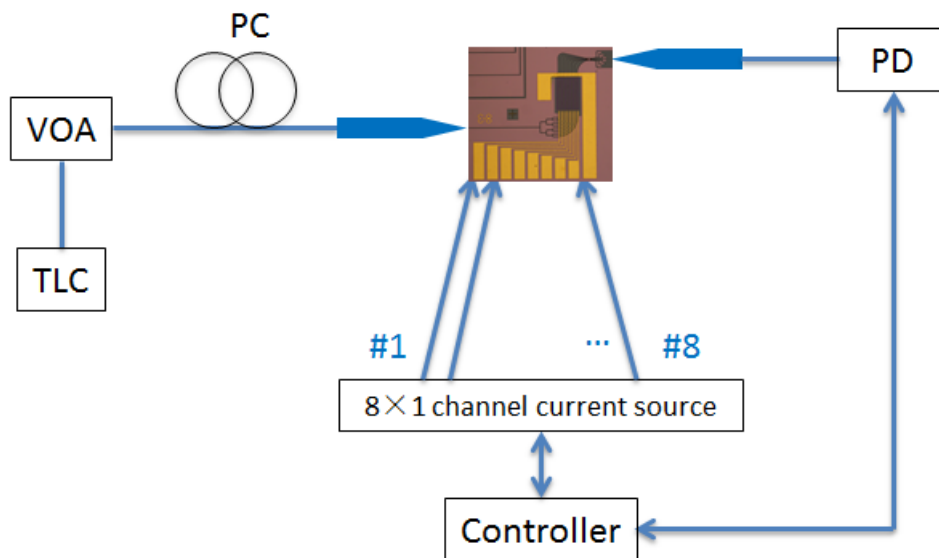 PC
PD
VOA
TLC
#1
...
#8
8×1 channel current source
Controller